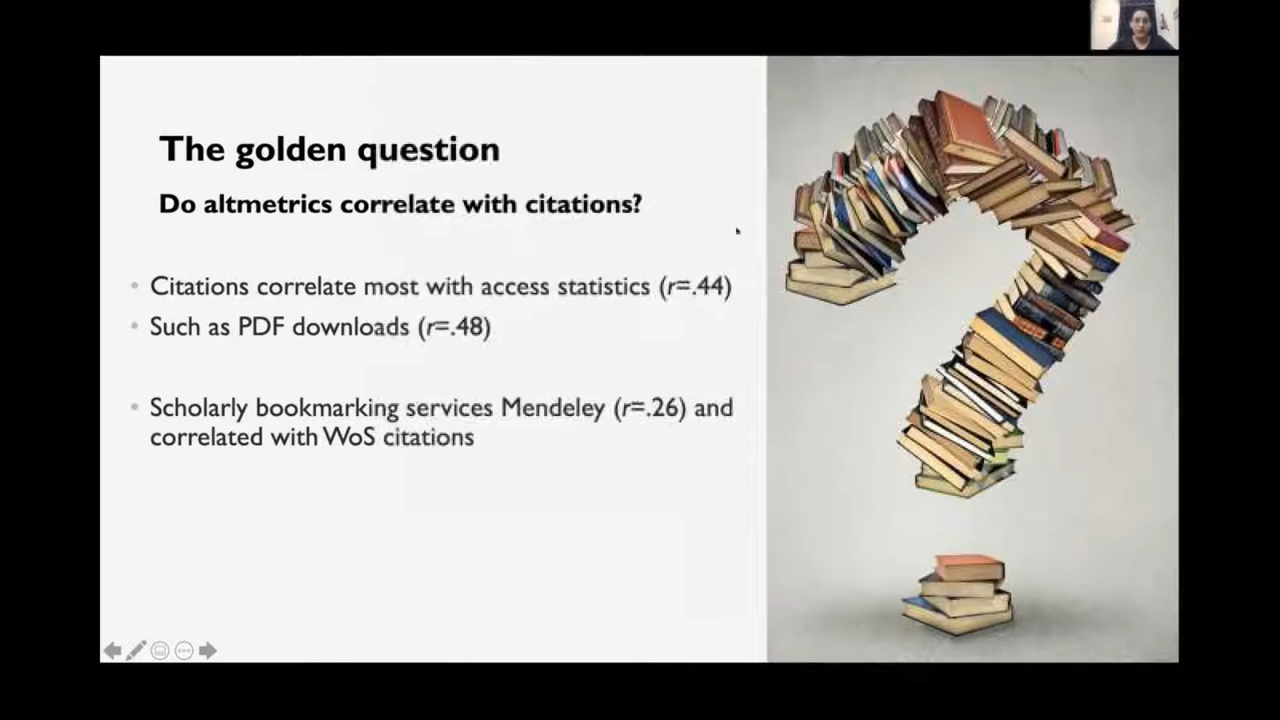 The golden question
Do altmetrics correlate with citations?
• Citations correlate most with access statistics (r=.44)
• Such as PDF downloads (r=.48)
• Scholarly bookmarking services Mendeley (r=.26) and
correlated with WoS citations